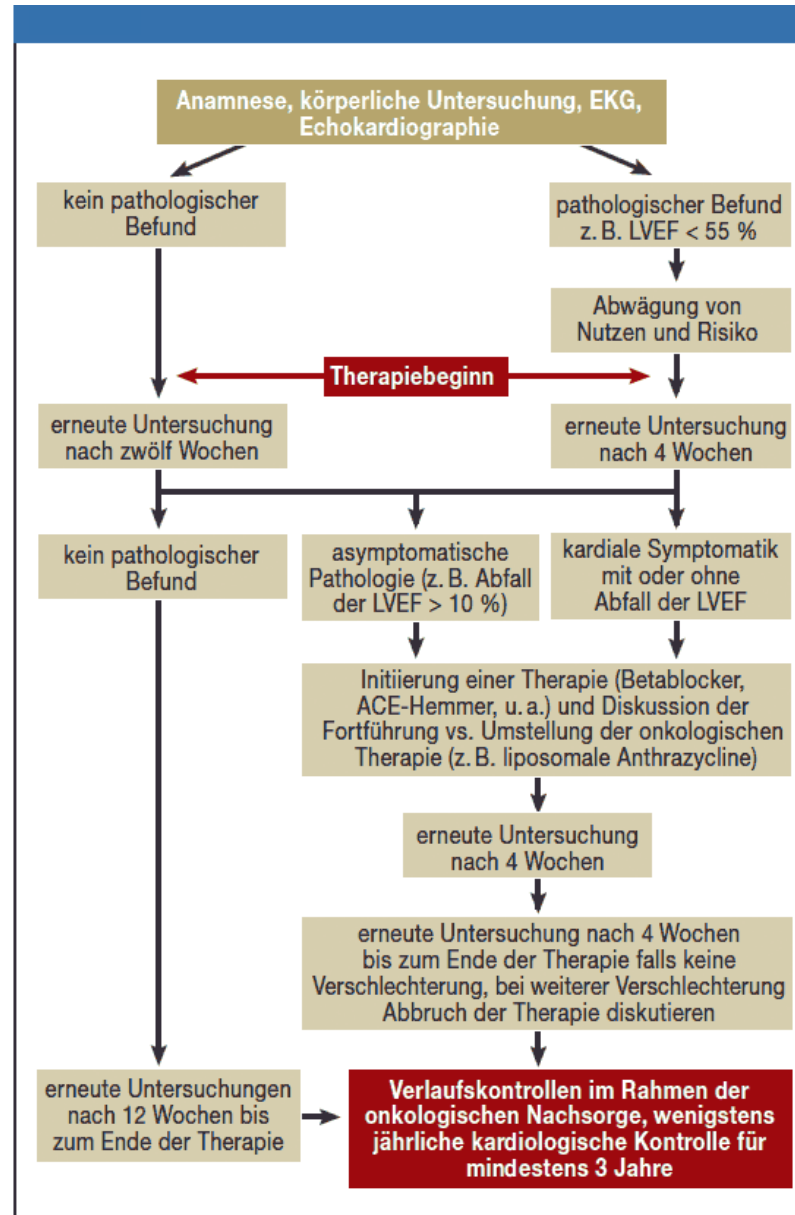 Anamnese, körperliche Untersuchung, EKG,
Echokardiographie
kein pathologischer
Befund
pathologischer Befund
z. B. LVEF < 55 %
Abwägung von
Nutzen und Risiko
Therapiebeginn
erneute Untersuchung
nach zwölf Wochen
erneute Untersuchung
nach 4 Wochen
kein pathologischer
Befund
asymptomatische
Pathologie (z. B. Abfall
der LVEF > 10 %)
kardiale Symptomatik
mit oder ohne
Abfall der LVEF
Initiierung einer Therapie (Betablocker,
ACE-Hemmer, u. a.) und Diskussion der
Fortführung vs. Umstellung der onkologischen
Therapie (z. B. liposomale Anthrazycline)
erneute Untersuchung
nach 4 Wochen
erneute Untersuchung nach 4 Wochen
bis zum Ende der Therapie falls keine
Verschlechterung, bei weiterer Verschlechterung
Abbruch der Therapie diskutieren
erneute Untersuchungen
nach 12 Wochen bis
zum Ende der Therapie
Verlaufskontrollen im Rahmen der
onkologischen Nachsorge, wenigstens
jährliche kardiologische Kontrolle für
mindestens 3 Jahre